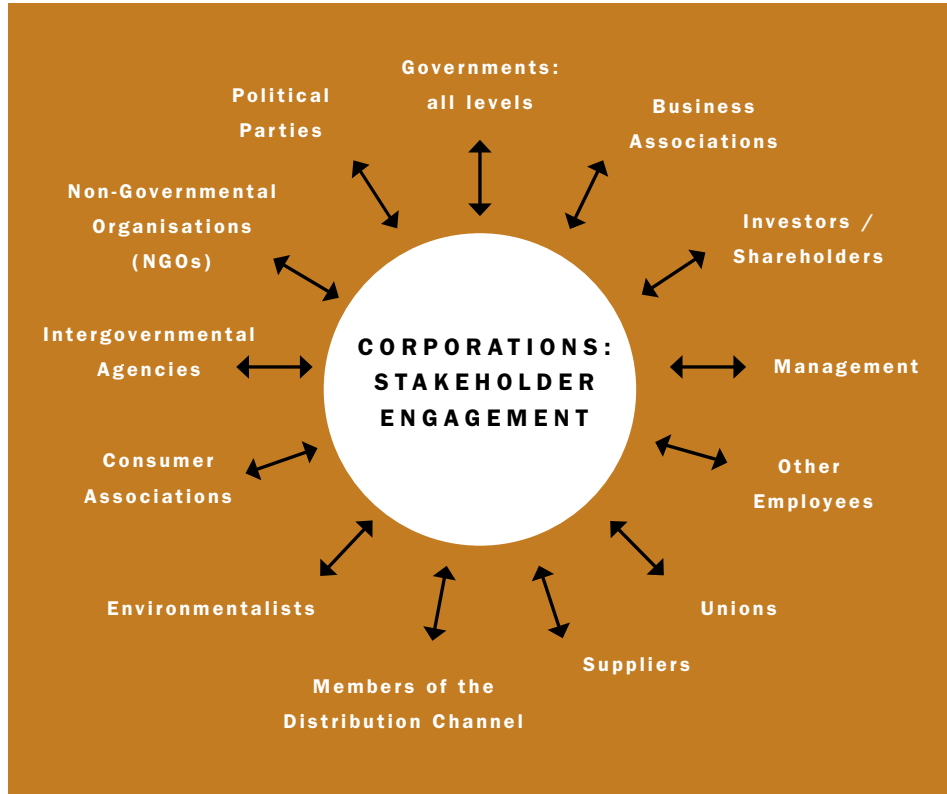 Governments:
all levels
Business
Associations
Investors /
Shareholders
Management
Other
Employees
Unions
Suppliers
Members of the
Distribution Channel
Environmentalists
Consumer
Associations
Intergovernmental
Agencies
Non-Governmental
Organisations
(NGOs)
Political
Parties
CORPORATIONS:
STAKEHOLDER
ENGAGEMENT